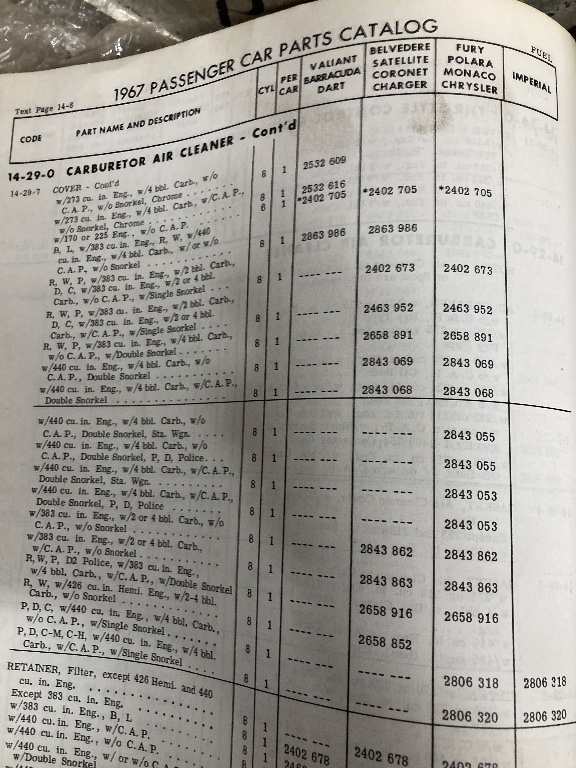 FUEL
1967 PASSENGER CAR PARTS CATALOG
Text Page 14-8
CODE PART NAME AND DESCRIPTION CYL PER CAR VALIANT BARRACUDA DART BELVEDERE SATELLITE CORONET CHARGER FURY POLARA MONACO CHRYSLER IMPERIAL
14-29-0 CARBURETOR AIR CLEANER - Cont'd
14-29-7 COVER - Cont'd
w/273 cu. in. Eng., w/4 bbl. Carb., w/o
C. A. P., w/o Snorkel, Chrome . . . . 8 1 2532 609
w/273 cu. in. Eng., w/4 bbl. Carb., w/C. A. P.,
w/o Snorkel, Chrome . . . . 8 1 2532 616
w/170 or 225 Eng., w/o C. A. P. . . . . 6 1 *2402 705 *2402 705 *2402 705
B, L, w/383 cu. in. Eng., R, W, w/440
cu. in. Eng., w/4 bbl. Carb., w/ or w/o
C. A. P., w/o Snorkel . . . . 8 1 2863 986 2863 986
R, W, P, w/383 cu. in. Eng., w/2 bbl. Carb.,
D, C, w/383 cu. in. Eng., w/2 or 4 bbl.
Carb., w/o C. A. P., w/Single Snorkel . . . 8 1 ---- --- 2402 673 2402 673
R, W, P, w/383 cu. in. Eng., w/2 bbl. Carb.,
D, C, w/383 cu. in. Eng., w/2 or 4 bbl.
Carb., w/C. A. P., w/Single Snorkel . . . . 8 1 ---- --- 2463 952 2463 952
R, W, P, w/383 cu. in. Eng., w/4 bbl. Carb.,
w/o C. A. P., w/Double Snorkel . . . . . 8 1 ---- --- 2658 891 2658 891
w/440 cu. in. Eng., w/4 bbl. Carb., w/o
C. A. P., Double Snorkel . . . . . 8 1 ---- --- 2843 069 2843 069
w/440 cu. in. Eng., w/4 bbl. Carb., w/C. A. P.,
Double Snorkel . . . . . 8 1 ---- --- 2843 068 2843 068
w/440 cu. in. Eng., w/4 bbl. Carb., w/o
C. A. P., Double Snorkel, Sta. Wgn. . . . . 8 1 ---- --- ---- --- 2843 055
w/440 cu. in. Eng., w/4 bbl. Carb., w/o
C. A. P., Double Snorkel, P, D, Police . . . 8 1 ---- --- ---- --- 2843 055
w/440 cu. in. Eng., w/4 bbl. Carb., w/C. A. P.,
Double Snorkel, Sta. Wgn. . . . . 8 1 ---- --- ---- --- 2843 053
w/440 cu. in. Eng., w/4 bbl. Carb., w/C. A. P.,
Double Snorkel, P, D, Police . . . . 8 1 ---- --- ---- --- 2843 053
w/383 cu. in. Eng., w/2 or 4 bbl. Carb., w/o
C. A. P., w/o Snorkel . . . . 8 1 ---- --- 2843 862 2843 862
w/383 cu. in. Eng., w/2 or 4 bbl. Carb.,
w/C. A. P., w/o Snorkel . . . . 8 1 ---- --- 2843 863 2843 863
R, W, P, D2 Police, w/383 cu. in. Eng.,
w/4 bbl. Carb., w/C. A. P., w/Double Snorkel 8 1 ---- --- 2658 916 2658 916
R, W, w/426 cu. in. Hemi. Eng., w/2-4 bbl.
Carb., w/o Snorkel . . . . 8 1 ---- --- 2658 852
P, D, C, w/440 cu. in. Eng., w/4 bbl. Carb.,
w/o C. A. P., w/Single Snorkel . . . . 8 1 ---- --- ---- --- 2806 318 2806 318
P, D, C-M, C-H, w/440 cu. in. Eng., w/4 bbl.
Carb., w/C. A. P., w/Single Snorkel . . . . 8 1 ---- --- ---- --- 2806 320 2806 320
RETAINER, Filter, except 426 Hemi. and 440
cu. in. Eng. . . . .
Except 383 cu. in. Eng. . . . . 8 1 ---- ---
w/383 cu. in. Eng., B, L . . . . 8 1 2402 678 2402 678
w/440 cu. in. Eng., w/C. A. P. . . . . 8 1
w/440 cu. in. Eng., w/o C. A. P. . . . .
w/440 cu. in. Eng., w/ or w/o C. A. P.
w/Double Snorkel